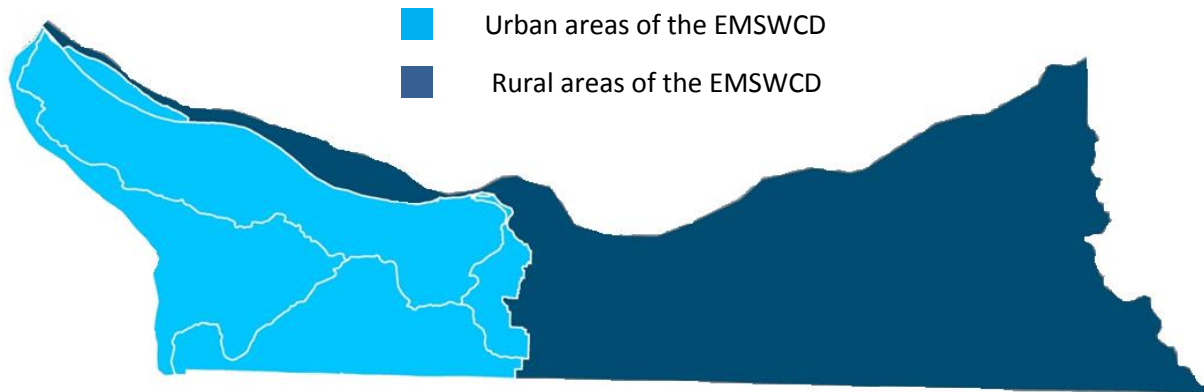 Urban areas of the EMSWCD
Rural areas of the EMSWCD